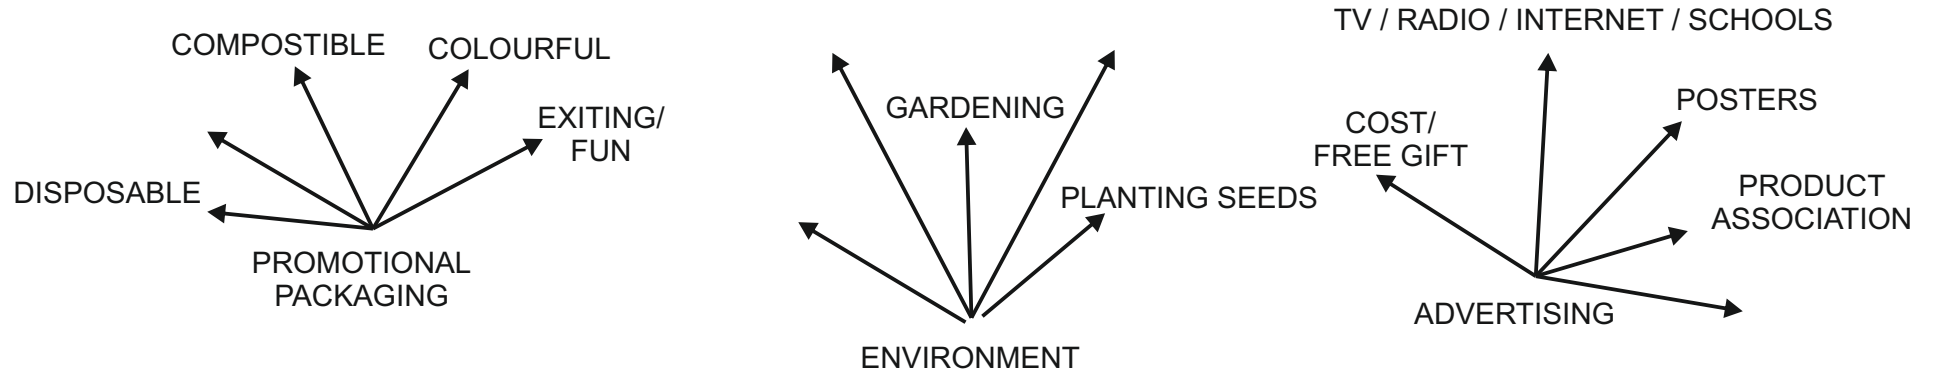 COMPOSTIBLE
COLOURFUL
EXITING/
FUN
DISPOSABLE
PROMOTIONAL
PACKAGING
GARDENING
PLANTING SEEDS
ENVIRONMENT
TV / RADIO / INTERNET / SCHOOLS
COST/
FREE GIFT
POSTERS
PRODUCT
ASSOCIATION
ADVERTISING